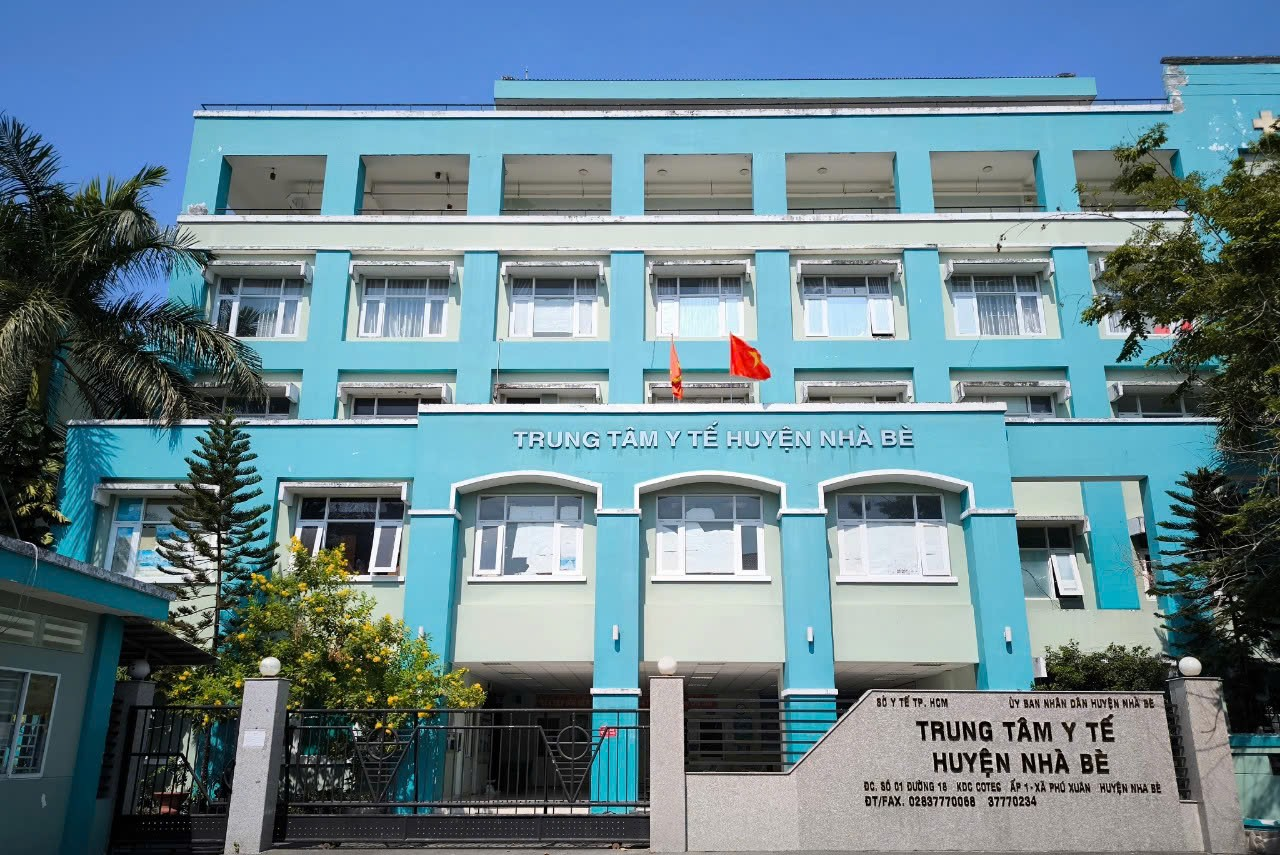 TRUNG TÂM Y TẾ HUYỆN NHÀ BÈ
SỞ Y TẾ TP. HCM ỦY BAN NHÂN DÂN HUYỆN NHÀ BÈ
TRUNG TÂM Y TẾ
HUYỆN NHÀ BÈ
ĐC. SỐ 01 ĐƯỜNG 18 KDC COTEC ẤP 1 - XÃ PHÚ XUÂN HUYỆN NHÀ BÈ
ĐT/FAX. 02837770068 37770234